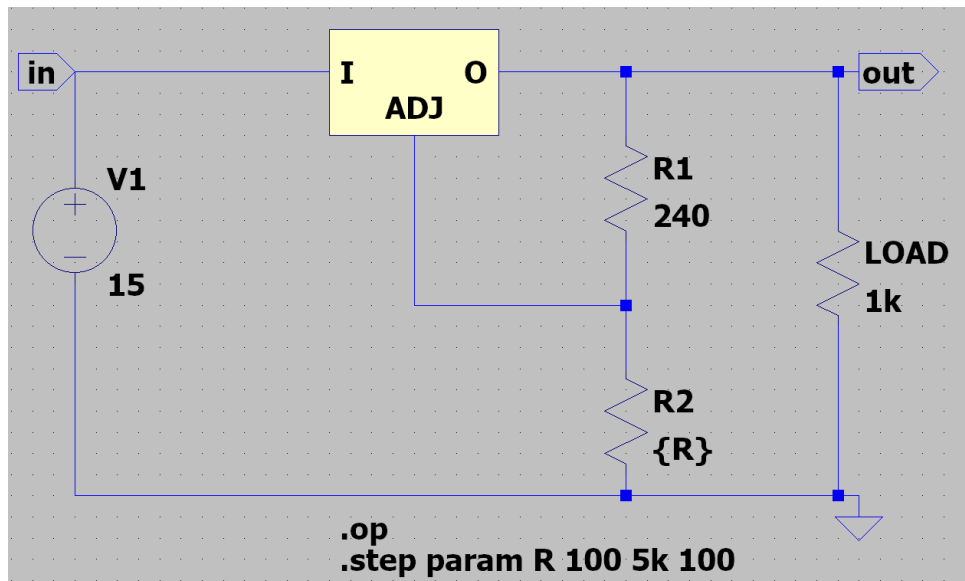 in
I O
ADJ
out
V1
15
R1
240
LOAD
1k
R2
{R}
.op
.step param R 100 5k 100